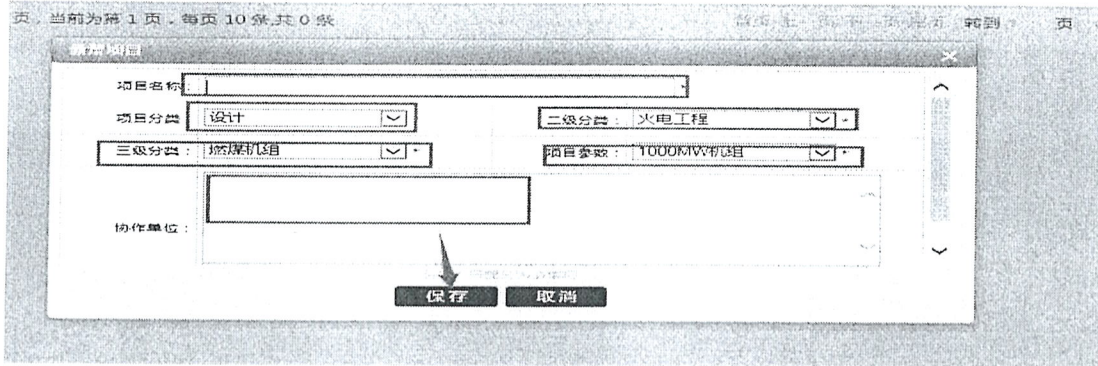 页，当前为第 1 页，每页 10 条,共 0 条 转到 页
项目名称：
项目分类 设计 二级分类： 火电工程
三级分类： 燃煤机组 项目参数： 1000MW机组
协作单位：
保存 取消